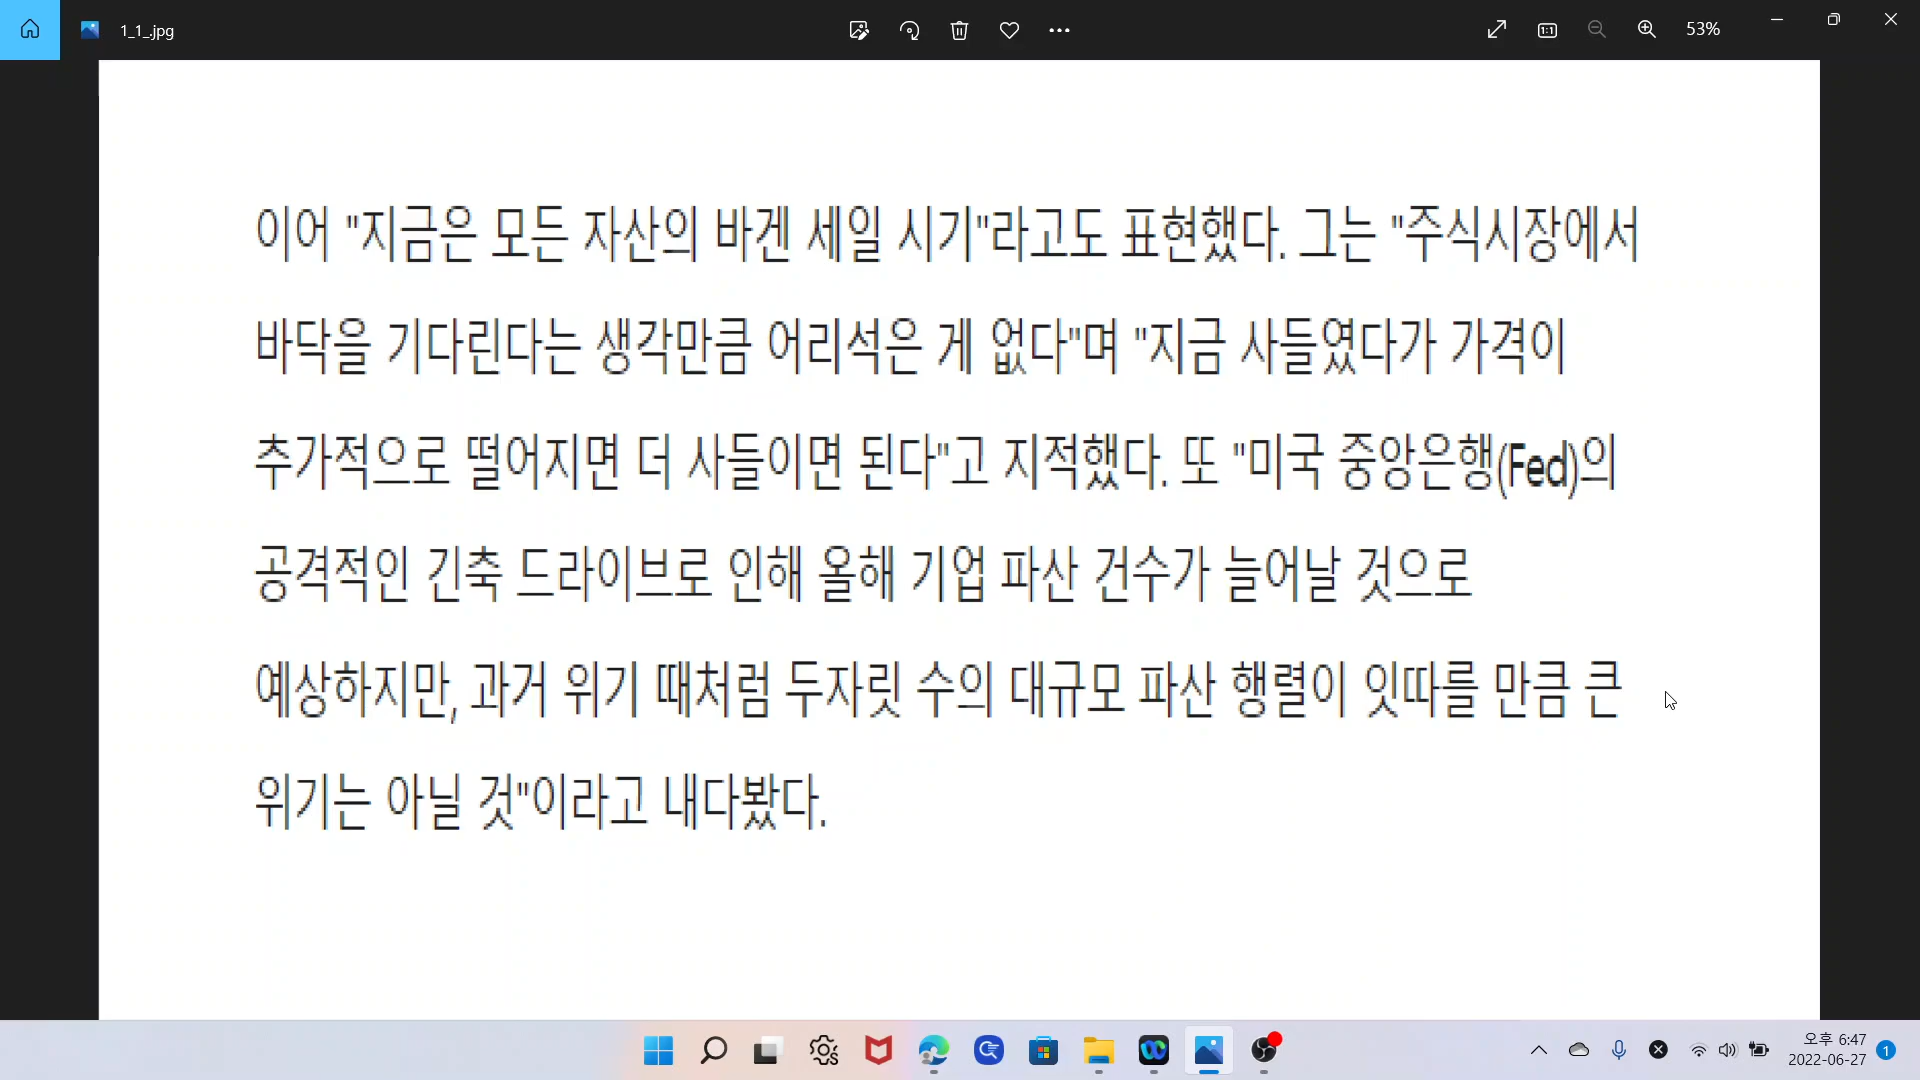 1_1_.jpg
53%
이어 "지금은 모든 자산의 바겐 세일 시기"라고도 표현했다. 그는 "주식시장에서
바닥을 기다린다는 생각만큼 어리석은 게 없다"며 "지금 사들였다가 가격이
추가적으로 떨어지면 더 사들이면 된다"고 지적했다. 또 "미국 중앙은행(Fed)의
공격적인 긴축 드라이브로 인해 올해 기업 파산 건수가 늘어날 것으로
예상하지만, 과거 위기 때처럼 두자릿 수의 대규모 파산 행렬이 잇따를 만큼 큰
위기는 아닐 것"이라고 내다봤다.
오후 6:47
2022-06-27
1